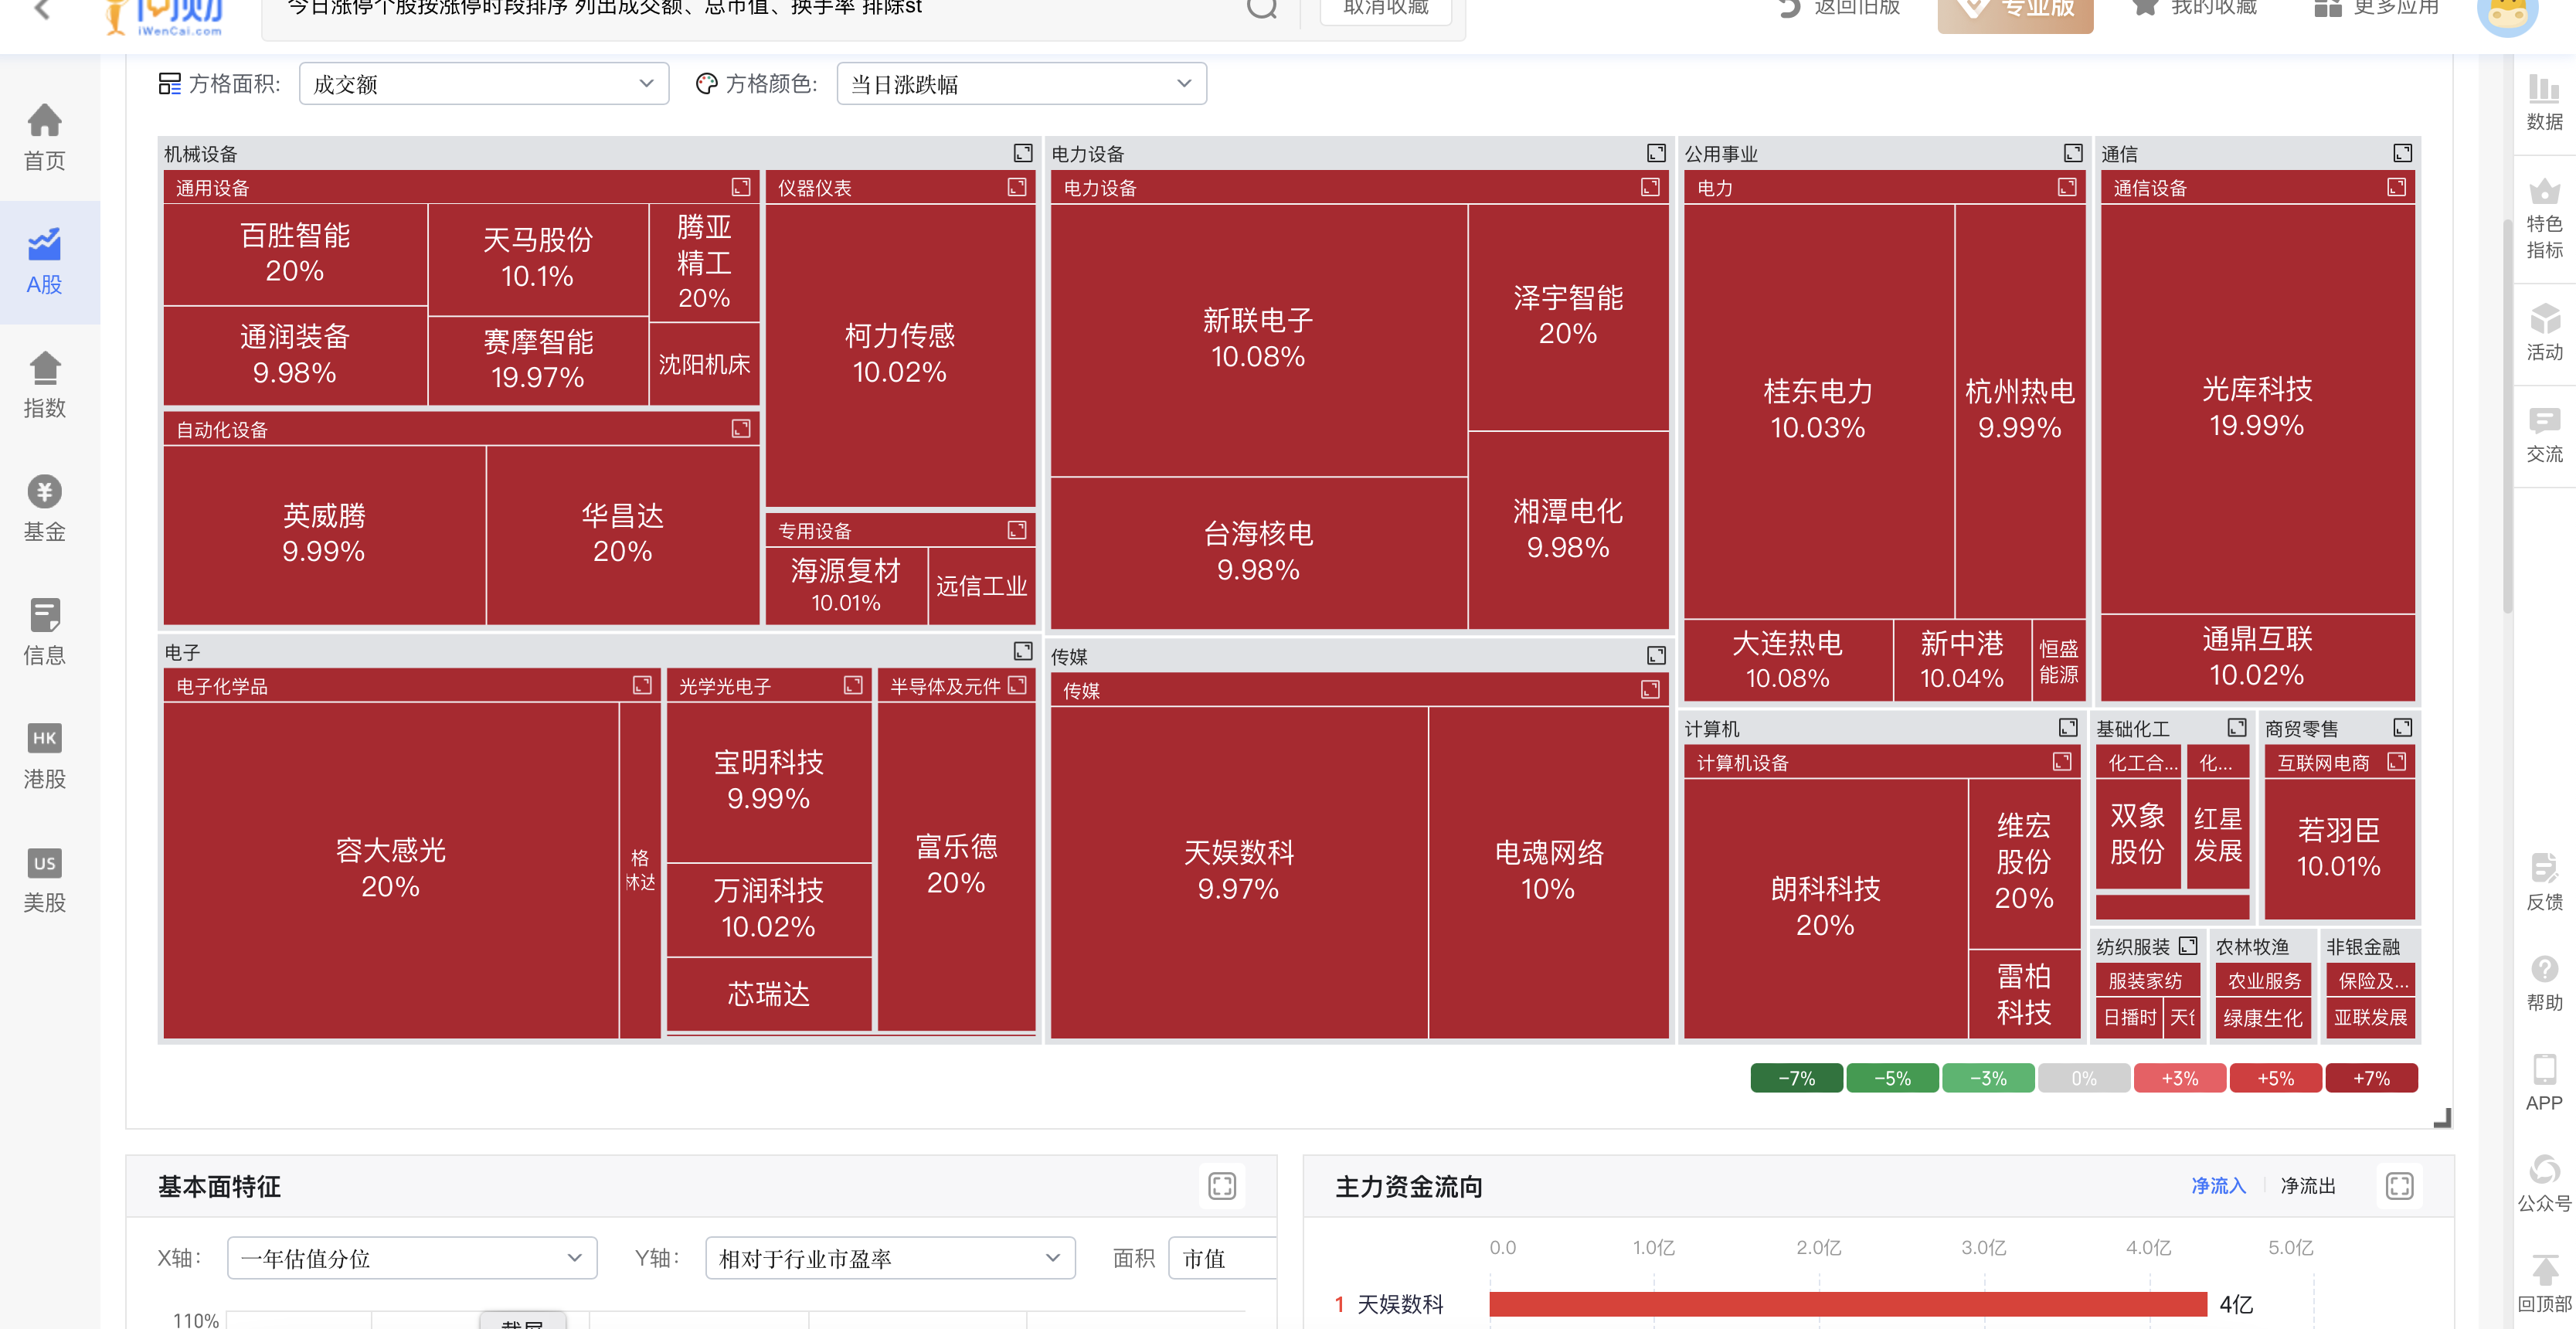 问财
iWenCai.com
今日涨停个股按涨停时段排序 列出成交额、总市值、换手率 排除st
取消收藏
返回旧版
专业版
我的收藏
更多应用
首页
A股
指数
¥
基金
信息
HK
港股
US
美股
方格面积:
成交额
方格颜色:
当日涨跌幅
机械设备
通用设备
百胜智能
20%
天马股份
10.1%
腾亚
精工
20%
通润装备
9.98%
赛摩智能
19.97%
沈阳机床
仪器仪表
柯力传感
10.02%
自动化设备
英威腾
9.99%
华昌达
20%
专用设备
海源复材
10.01%
远信工业
电力设备
电力设备
新联电子
10.08%
泽宇智能
20%
台海核电
9.98%
湘潭电化
9.98%
公用事业
电力
桂东电力
10.03%
杭州热电
9.99%
大连热电
10.08%
新中港
10.04%
恒盛
能源
通信
通信设备
光库科技
19.99%
通鼎互联
10.02%
电子
电子化学品
容大感光
20%
格
林达
光学光电子
宝明科技
9.99%
万润科技
10.02%
芯瑞达
半导体及元件
富乐德
20%
传媒
传媒
天娱数科
9.97%
电魂网络
10%
计算机
计算机设备
朗科科技
20%
维宏
股份
20%
雷柏
科技
基础化工
化工合...
双象
股份
化...
红星
发展
商贸零售
互联网电商
若羽臣
10.01%
纺织服装
服装家纺
日播时
天
农林牧渔
农业服务
绿康生化
非银金融
保险及...
亚联发展
-7%
-5%
-3%
0%
+3%
+5%
+7%
基本面特征
X轴:
一年估值分位
Y轴:
相对于行业市盈率
面积
市值
110%
主力资金流向
净流入
净流出
0.0
1.0亿
2.0亿
3.0亿
4.0亿
5.0亿
1 天娱数科
4亿
数据
特色
指标
活动
交流
反馈
帮助
APP
公众号
回顶部